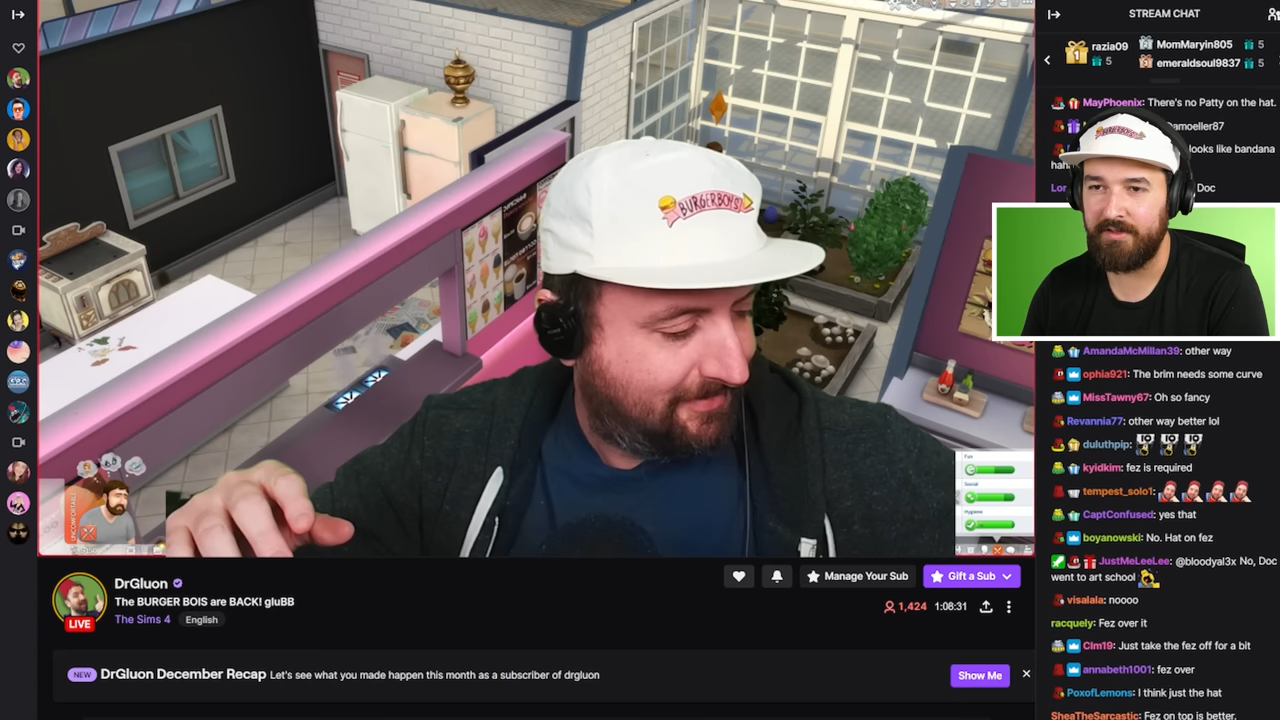 STREAM CHAT
1
razia09
5
MomMaryin805
5
emeraldsoul9837
5
MayPhoenix: There's no Patty on the hat.
amoeller87
looks like bandana
Doc
BURGERBOYS
BURGERBOYS
AmandaMcMillan39: other way
ophia921: The brim needs some curve
MissTawny67: Oh so fancy
Revannia77: other way better lol
duluthpip:
kyidkim: fez is required
tempest_solo1:
CaptConfused: yes that
boyanowski: No. Hat on fez
JustMeLeeLee: @bloodyal3x No, Doc
went to art school
visalala: noooo
racquely: Fez over it
Clm19: Just take the fez off for a bit
annabeth1001: fez over
PoxofLemons: I think just the hat
SheaTheSarcastic: Fez on top is better.
UNCOMFORTABLE
Fun
Social
Hygiene
DrGluon
The BURGER BOIS are BACK! gluBB
The Sims 4 English
LIVE
Manage Your Sub
Gift a Sub
1,424 1:08:31
NEW DrGluon December Recap Let's see what you made happen this month as a subscriber of drgluon
Show Me